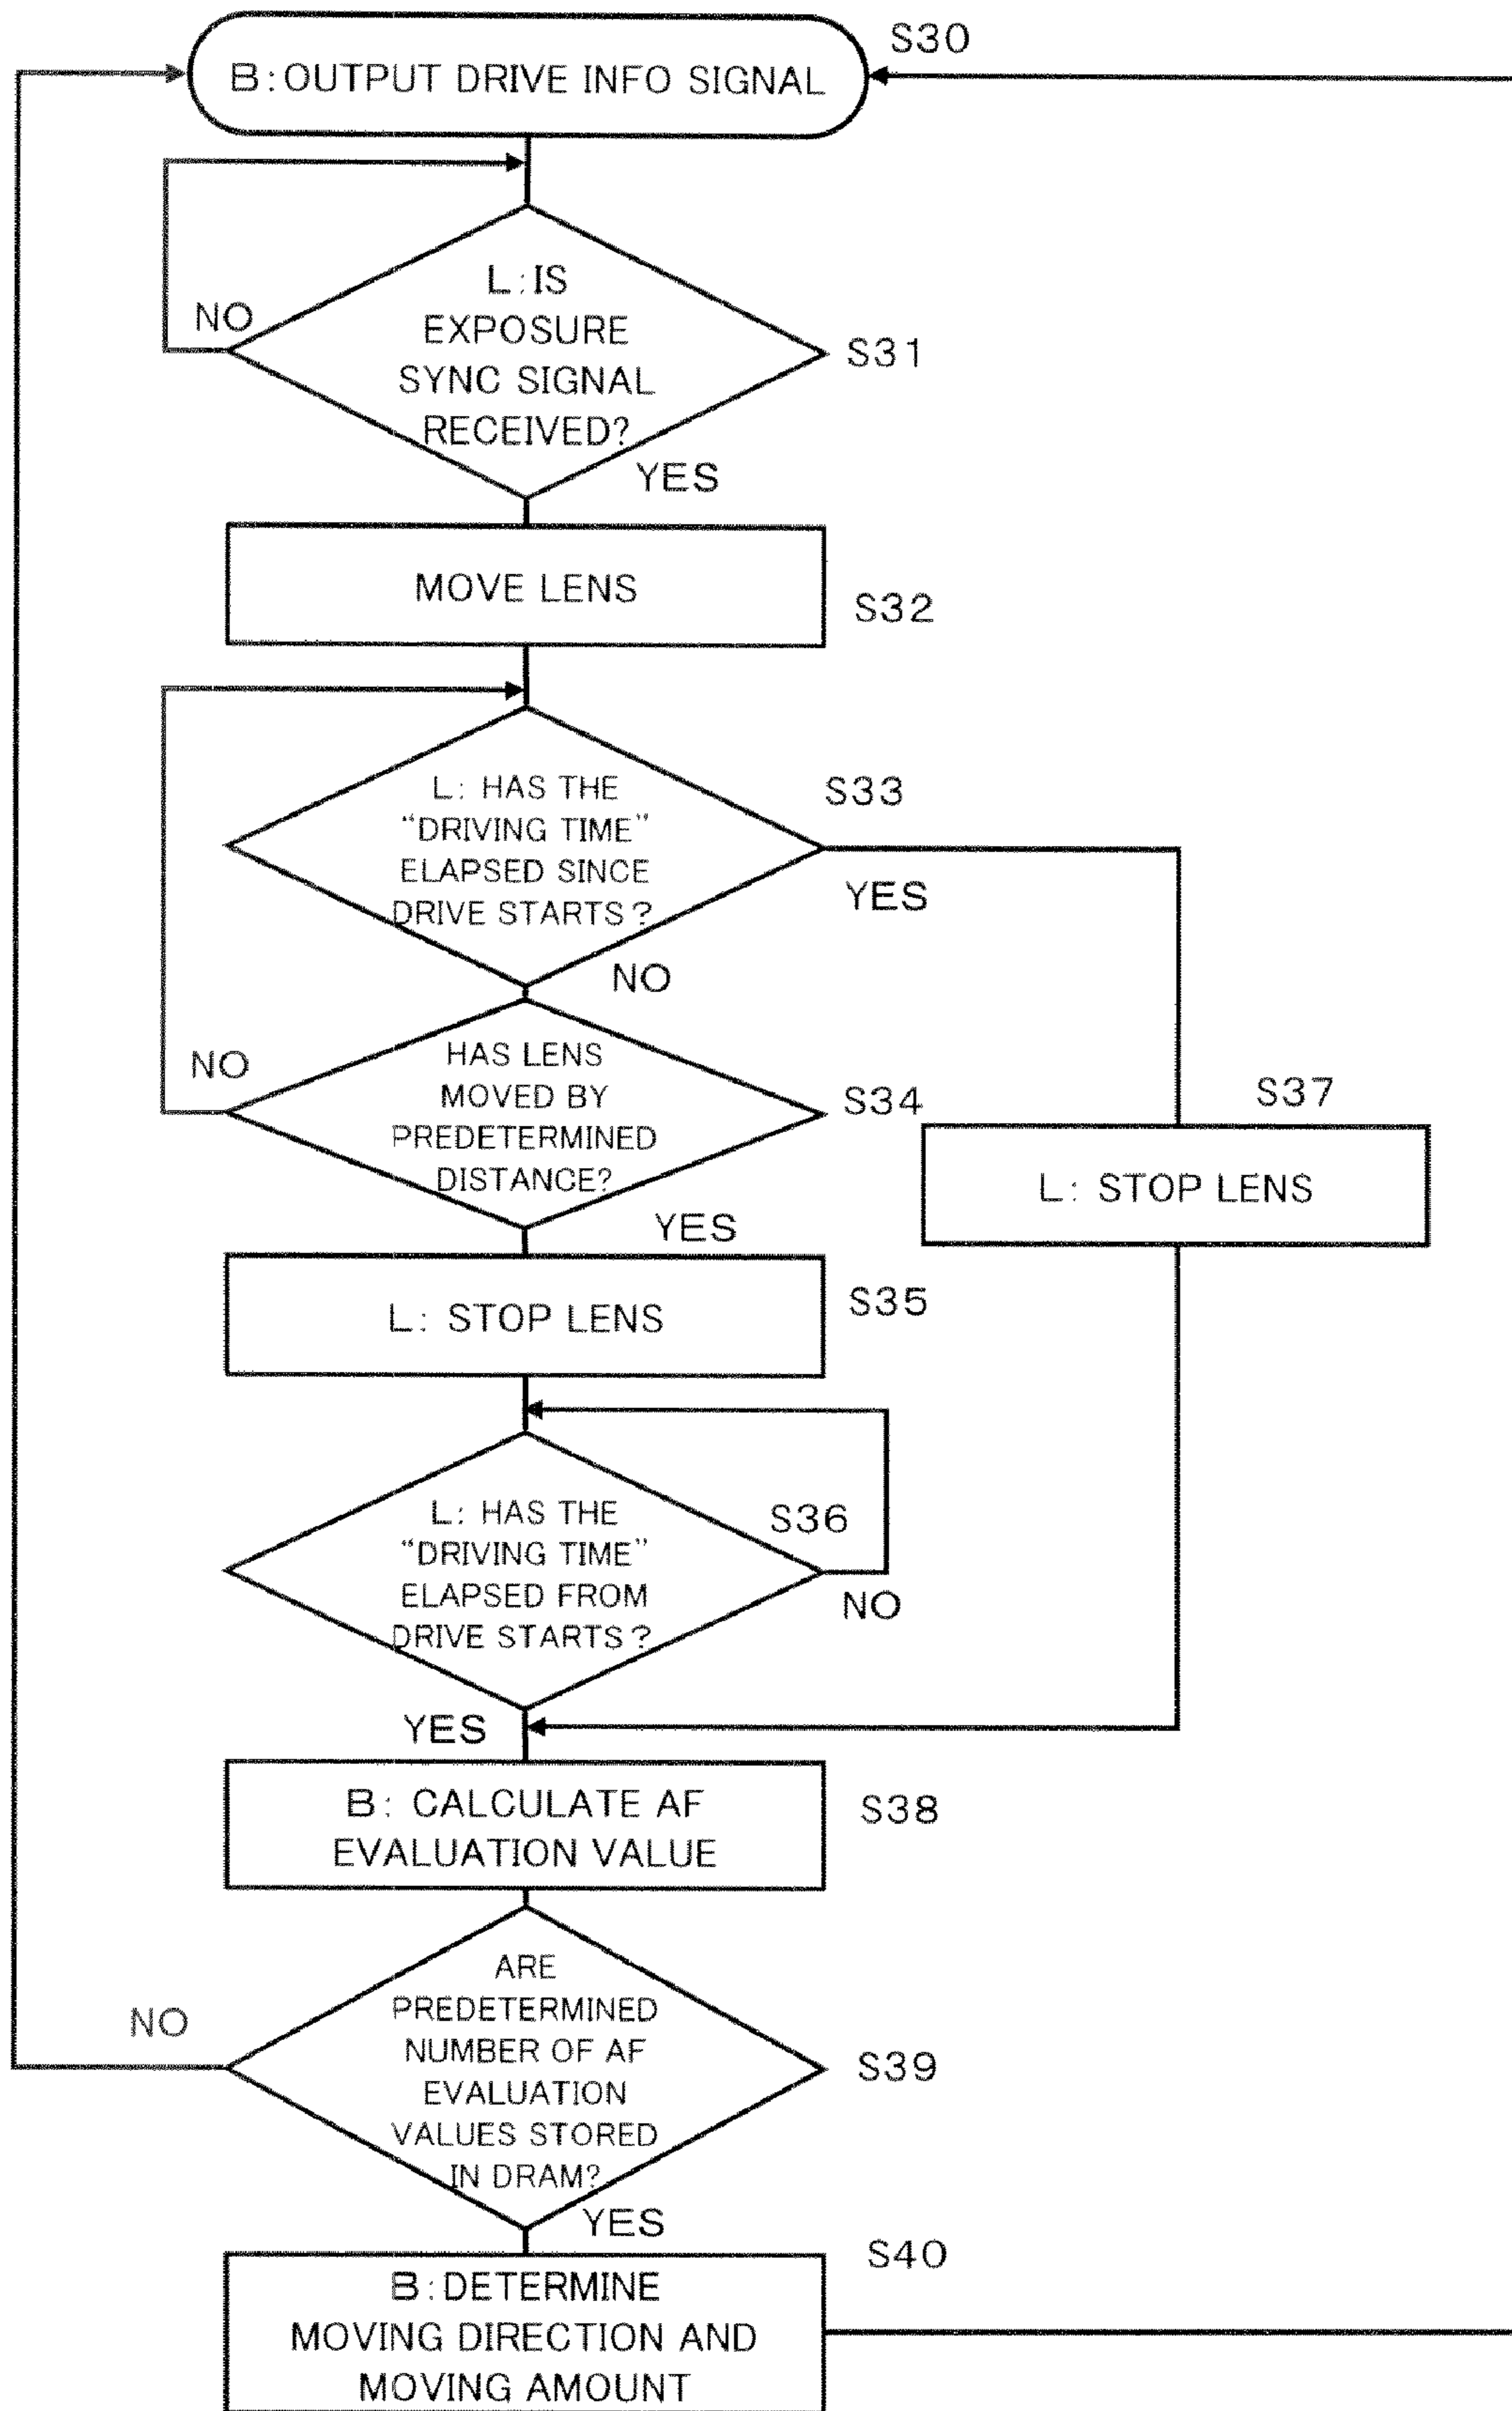 B:OUTPUT DRIVE INFO SIGNAL
S30
L:IS
EXPOSURE
SYNC SIGNAL
RECEIVED?
NO
S31
YES
MOVE LENS
S32
L: HAS THE
“DRIVING TIME”
ELAPSED SINCE
DRIVE STARTS?
S33
YES
NO
HAS LENS
MOVED BY
PREDETERMINED
DISTANCE?
NO
S34
S37
L: STOP LENS
YES
L: STOP LENS
S35
L: HAS THE
“DRIVING TIME”
ELAPSED FROM
DRIVE STARTS?
S36
NO
YES
B: CALCULATE AF
EVALUATION VALUE
S38
ARE
PREDETERMINED
NUMBER OF AF
EVALUATION
VALUES STORED
IN DRAM?
NO
S39
YES
S40
B:DETERMINE
MOVING DIRECTION AND
MOVING AMOUNT